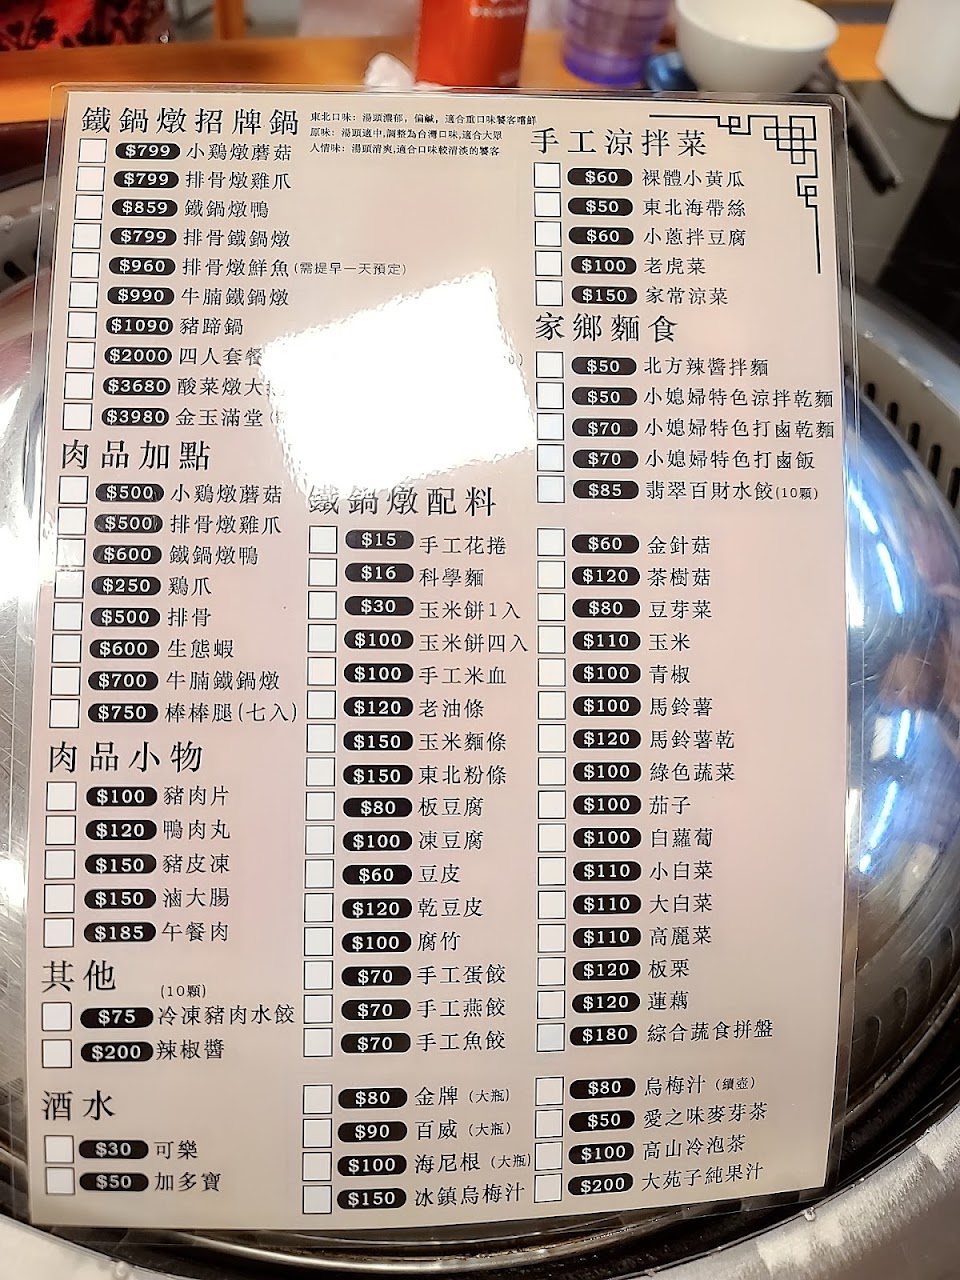 鐵鍋燉招牌鍋
東北口味：湯頭濃郁，偏鹹，適合重口味饕客嚐鮮
原味：湯頭適中,調整為台灣口味,適合大眾
人情味：湯頭清爽,適合口味較清淡的饕客
$799 小鷄燉蘑菇
$799 排骨燉雞爪
$859 鐵鍋燉鴨
$799 排骨鐵鍋燉
$960 排骨燉鮮魚(需提早一天預定)
$990 牛腩鐵鍋燉
$1090 豬蹄鍋
$2000 四人套餐
$3680 酸菜燉大
$3980 金玉滿堂
肉品加點
$500 小鷄燉蘑菇
$500 排骨燉雞爪
$600 鐵鍋燉鴨
$250 鷄爪
$500 排骨
$600 生態蝦
$700 牛腩鐵鍋燉
$750 棒棒腿(七入)
肉品小物
$100 豬肉片
$120 鴨肉丸
$150 豬皮凍
$150 滷大腸
$185 午餐肉
其他
(10顆)
$75 冷凍豬肉水餃
$200 辣椒醬
酒水
$30 可樂
$50 加多寶
鐵鍋燉配料
$15 手工花捲
$16 科學麵
$30 玉米餅1入
$100 玉米餅四入
$100 手工米血
$120 老油條
$150 玉米麵條
$150 東北粉條
$80 板豆腐
$100 凍豆腐
$60 豆皮
$120 乾豆皮
$100 腐竹
$70 手工蛋餃
$70 手工燕餃
$70 手工魚餃
$80 金牌 (大瓶)
$90 百威 (大瓶)
$100 海尼根 (大瓶)
$150 冰鎮烏梅汁
手工涼拌菜
$60 裸體小黃瓜
$50 東北海帶絲
$60 小蔥拌豆腐
$100 老虎菜
$150 家常涼菜
家鄉麵食
$50 北方辣醬拌麵
$50 小媳婦特色涼拌乾麵
$70 小媳婦特色打鹵乾麵
$70 小媳婦特色打鹵飯
$85 翡翠百財水餃(10顆)
$60 金針菇
$120 茶樹菇
$80 豆芽菜
$110 玉米
$100 青椒
$100 馬鈴薯
$120 馬鈴薯乾
$100 綠色蔬菜
$100 茄子
$100 白蘿蔔
$110 小白菜
$110 大白菜
$110 高麗菜
$120 板栗
$120 蓮藕
$180 綜合蔬食拼盤
$80 烏梅汁 (續壺)
$50 愛之味麥芽茶
$100 高山冷泡茶
$200 大苑子純果汁